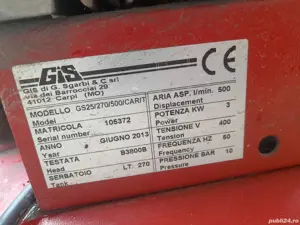 GiS
GIS di G. Sgarbi & C srl
via dei Barrocciai 29
41012 Carpi (MO)
MODELLO GS25/270/500/CAR/T
Model
MATRICOLA 105372
Serial number
ANNO GIUGNO 2013
Year
TESTATA B3800B
Head
SERBATOIO LT. 270
Tank
ARIA ASP. l/min. 500
Displacement
POTENZA KW 3
Power
TENSIONE V 400
Tension
FREQUENZA HZ 50
Frequency
PRESSIONE BAR 10
Pressure
publi24.ro